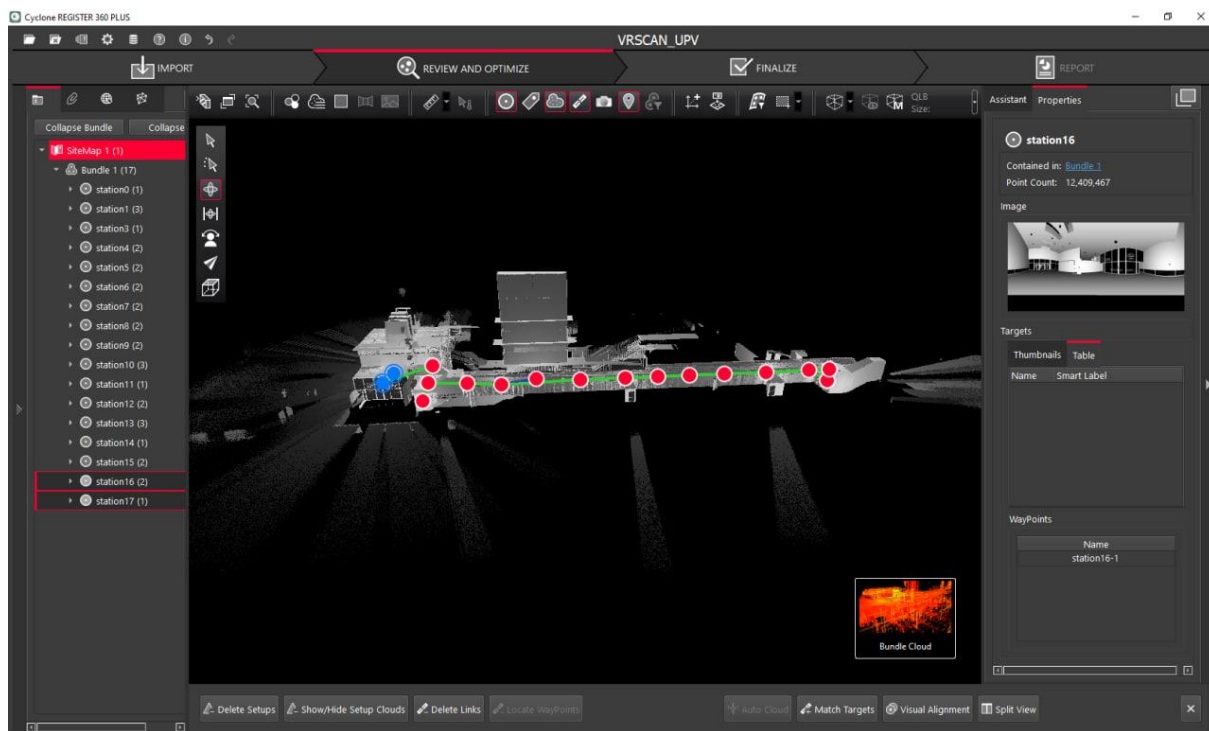 Cyclone REGISTER 360 PLUS
VRSCAN_UPV
IMPORT
REVIEW AND OPTIMIZE
FINALIZE
REPORT
QLB
Size:
Assistant Properties
Collapse Bundle Collapse
SiteMap 1 (1)
Bundle 1 (17)
station0 (1)
station1 (3)
station3 (1)
station4 (2)
station5 (2)
station6 (2)
station7 (2)
station8 (2)
station9 (2)
station10 (3)
station11 (1)
station12 (2)
station13 (3)
station14 (1)
station15 (2)
station16 (2)
station17 (1)
station16
Contained in: Bundle 1
Point Count: 12,409,467
Image
Targets
Thumbnails Table
Name Smart Label
WayPoints
Name
station16-1
Bundle Cloud
Delete Setups Show/Hide Setup Clouds Delete Links Locate WayPoints Auto Cloud Match Targets Visual Alignment Split View